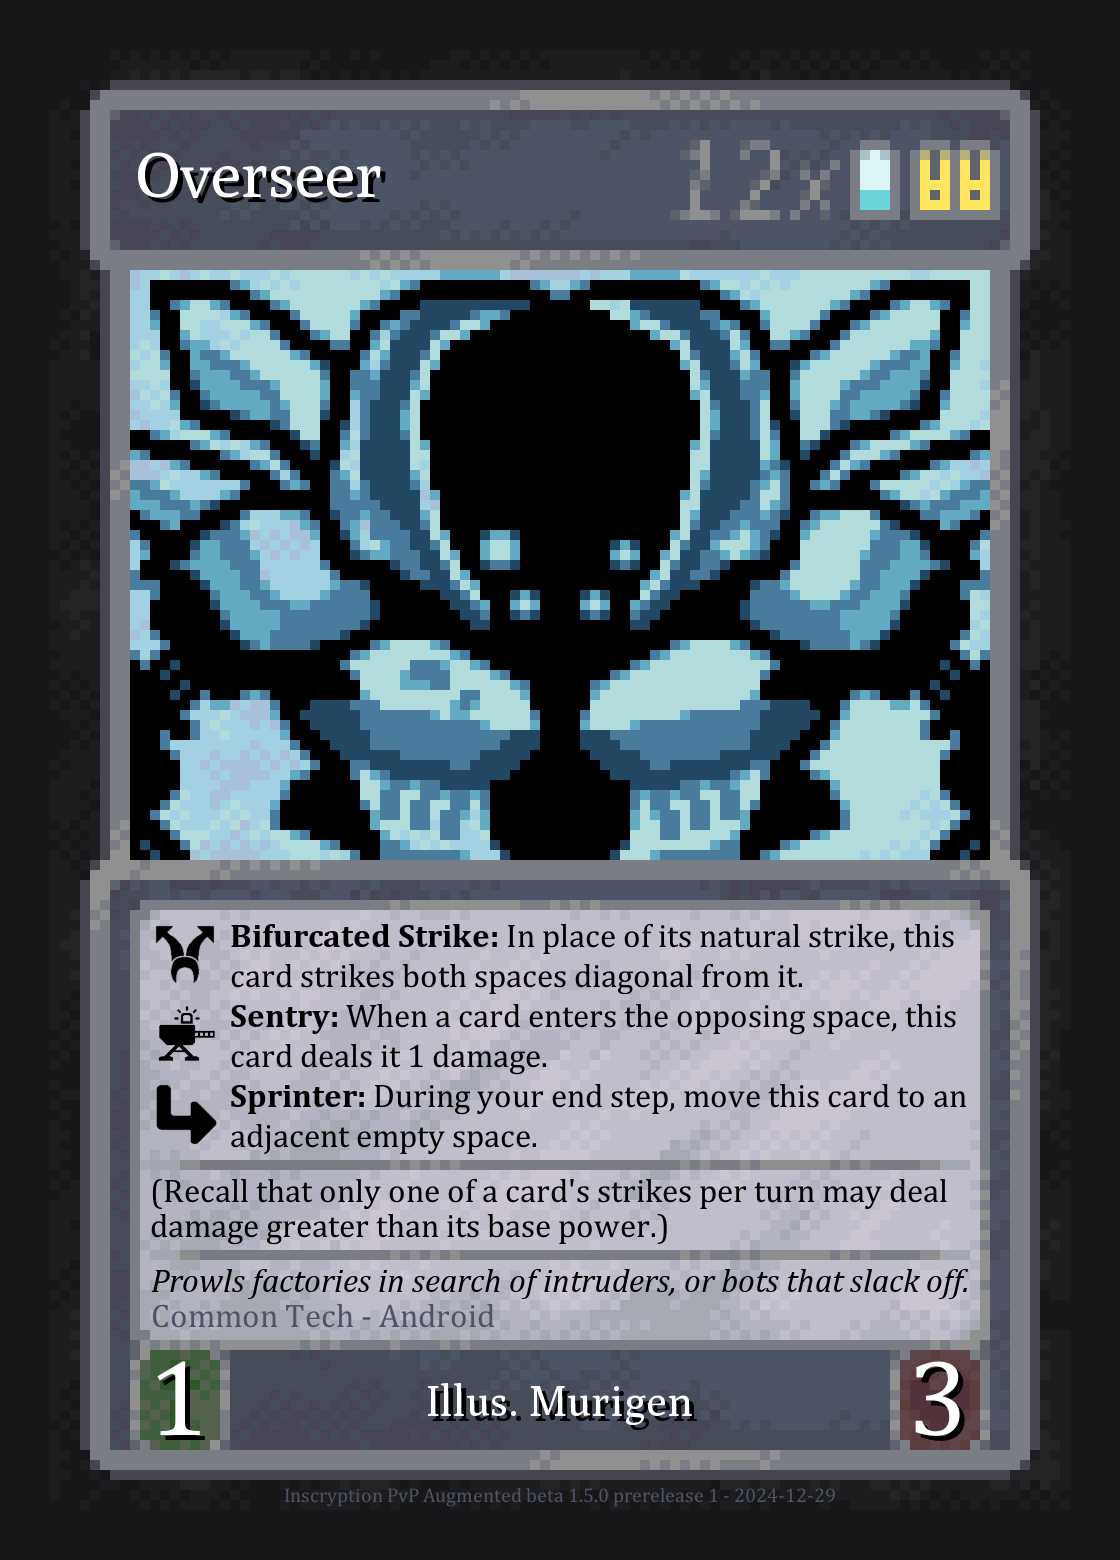 Overseer 12x
Bifurcated Strike: In place of its natural strike, this
card strikes both spaces diagonal from it.
Sentry: When a card enters the opposing space, this
card deals it 1 damage.
Sprinter: During your end step, move this card to an
adjacent empty space.
(Recall that only one of a card's strikes per turn may deal
damage greater than its base power.)
Prowls factories in search of intruders, or bots that slack off.
Common Tech - Android
1 Illus. Murigen 3
Inscryption PvP Augmented beta 1.5.0 prerelease 1 - 2024-12-29